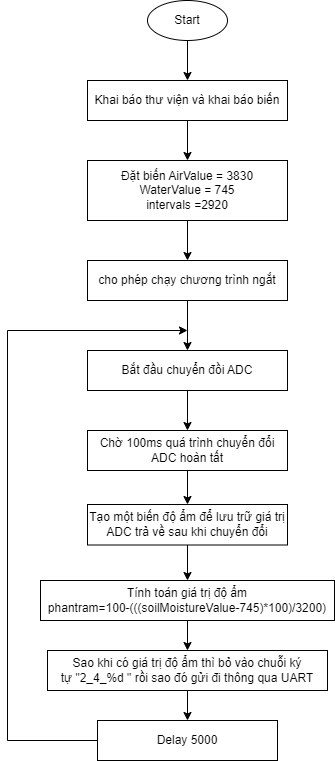 Start
Khai báo thư viện và khai báo biến
Đặt biến AirValue = 3830
WaterValue = 745
intervals =2920
cho phép chạy chương trình ngắt
Bắt đầu chuyển đồi ADC
Chờ 100ms quá trình chuyển đổi
ADC hoàn tất
Tạo một biến độ ẩm để lưu trữ giá trị
ADC trả về sau khi chuyển đổi
Tính toán giá trị độ ẩm
phantram=100-(((soilMoistureValue-745)*100)/3200)
Sao khi có giá trị độ ẩm thì bỏ vào chuỗi ký
tự "2_4_%d " rồi sao đó gửi đi thông qua UART
Delay 5000